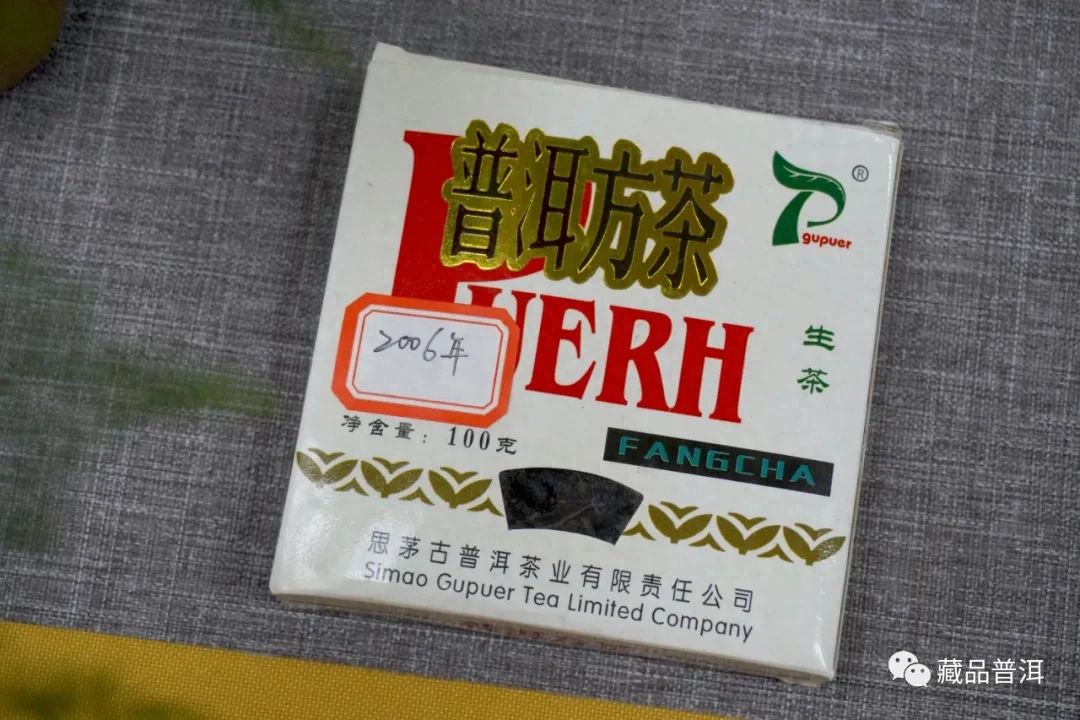 普洱方茶
®
gupuer
PUERH
2006年
生茶
净含量：100克
FANGCHA
思茅古普洱茶业有限责任公司
Simao Gupuer Tea Limited Company
藏品普洱